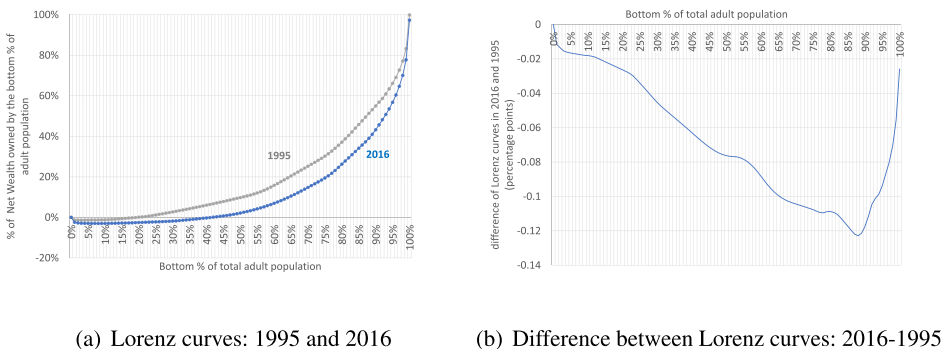 100%
80%
60%
40%
20%
0%
-20%
% of Net Wealth owned by the bottom % of
adult population
1995
2016
0% 5% 10% 15% 20% 25% 30% 35% 40% 45% 50% 55% 60% 65% 70% 75% 80% 85% 90% 95% 100%
Bottom % of total adult population
(a) Lorenz curves: 1995 and 2016
Bottom % of total adult population
0% 5% 10% 15% 20% 25% 30% 35% 40% 45% 50% 55% 60% 65% 70% 75% 80% 85% 90% 95% 100%
0
-0.02
-0.04
-0.06
-0.08
-0.1
-0.12
-0.14
difference of Lorenz curves in 2016 and 1995
(percentage points)
(b) Difference between Lorenz curves: 2016-1995